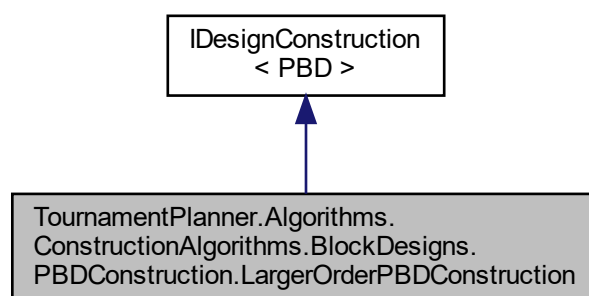 IDesignConstruction
< PBD >
TournamentPlanner.Algorithms.
ConstructionAlgorithms.BlockDesigns.
PBDConstruction.LargerOrderPBDConstruction